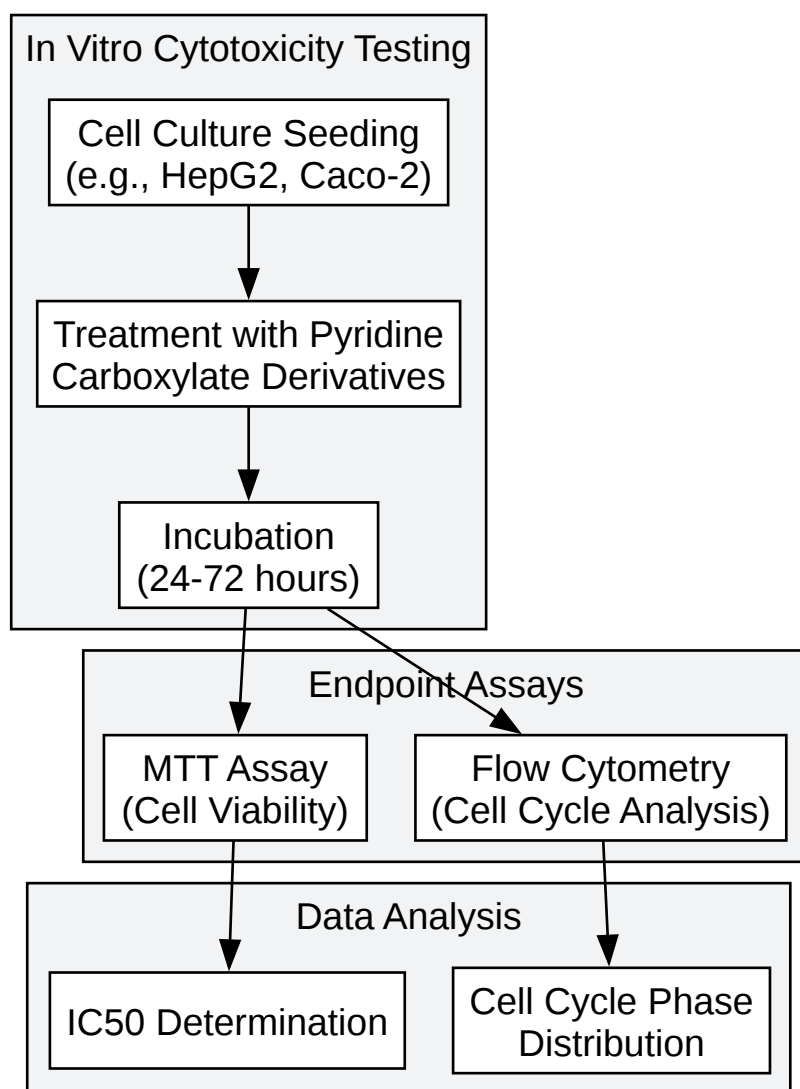 In Vitro Cytotoxicity Testing
Cell Culture Seeding
(e.g., HepG2, Caco-2)
Treatment with Pyridine
Carboxylate Derivatives
Incubation
(24-72 hours)
Endpoint Assays
MTT Assay
(Cell Viability)
Flow Cytometry
(Cell Cycle Analysis)
Data Analysis
IC50 Determination
Cell Cycle Phase
Distribution